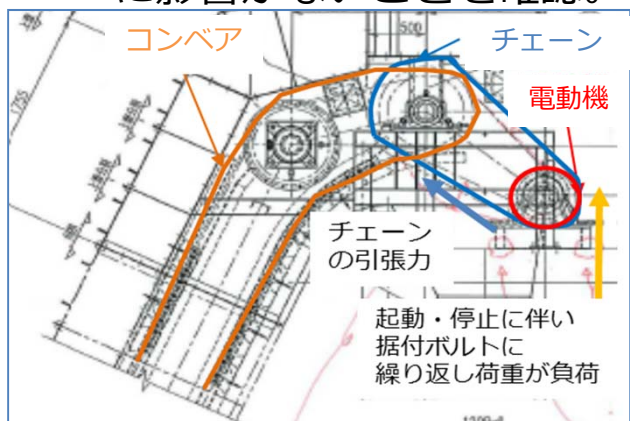 コンベア
チェーン
500
電動機
1755
チェーン
の引張力
起動・停止に伴い
据付ボルトに
繰り返し荷重が負荷